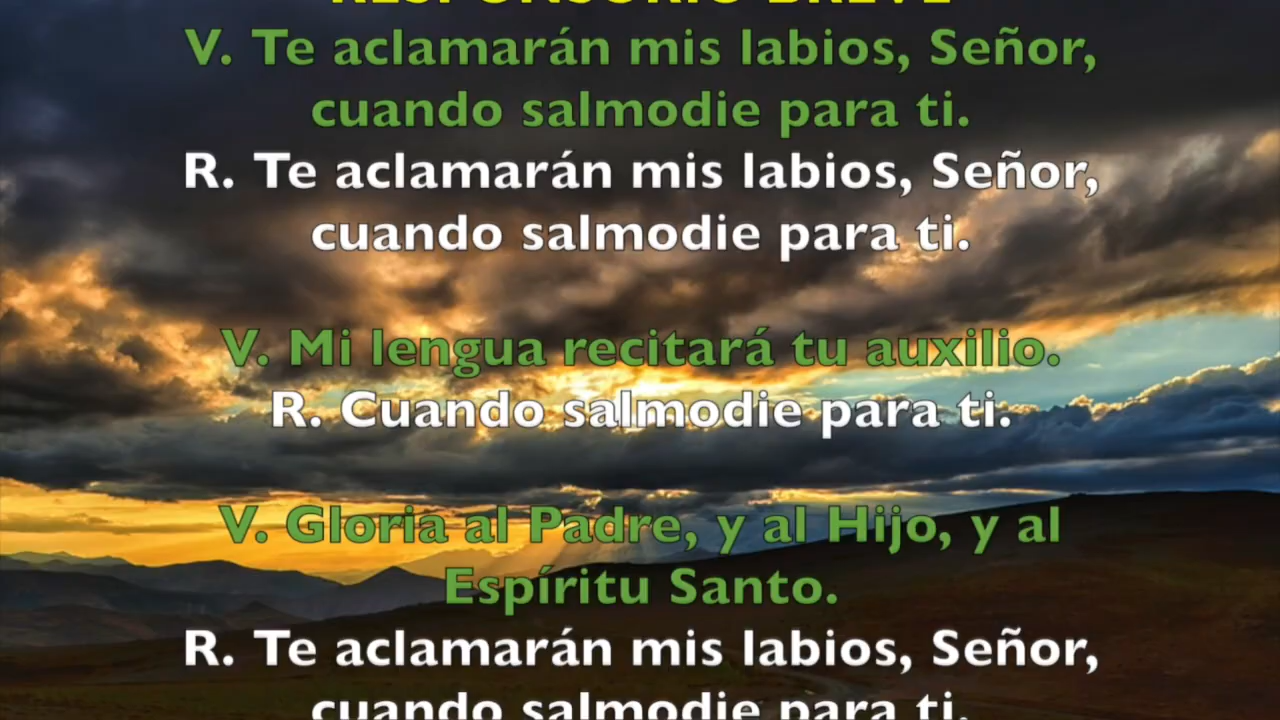 RESPONSORIO BREVE
V. Te aclamarán mis labios, Señor,
cuando salmodie para ti.
R. Te aclamarán mis labios, Señor,
cuando salmodie para ti.
V. Mi lengua recitará tu auxilio.
R. Cuando salmodie para ti.
V. Gloria al Padre, y al Hijo, y al
Espíritu Santo.
R. Te aclamarán mis labios, Señor,
cuando salmodie para ti.